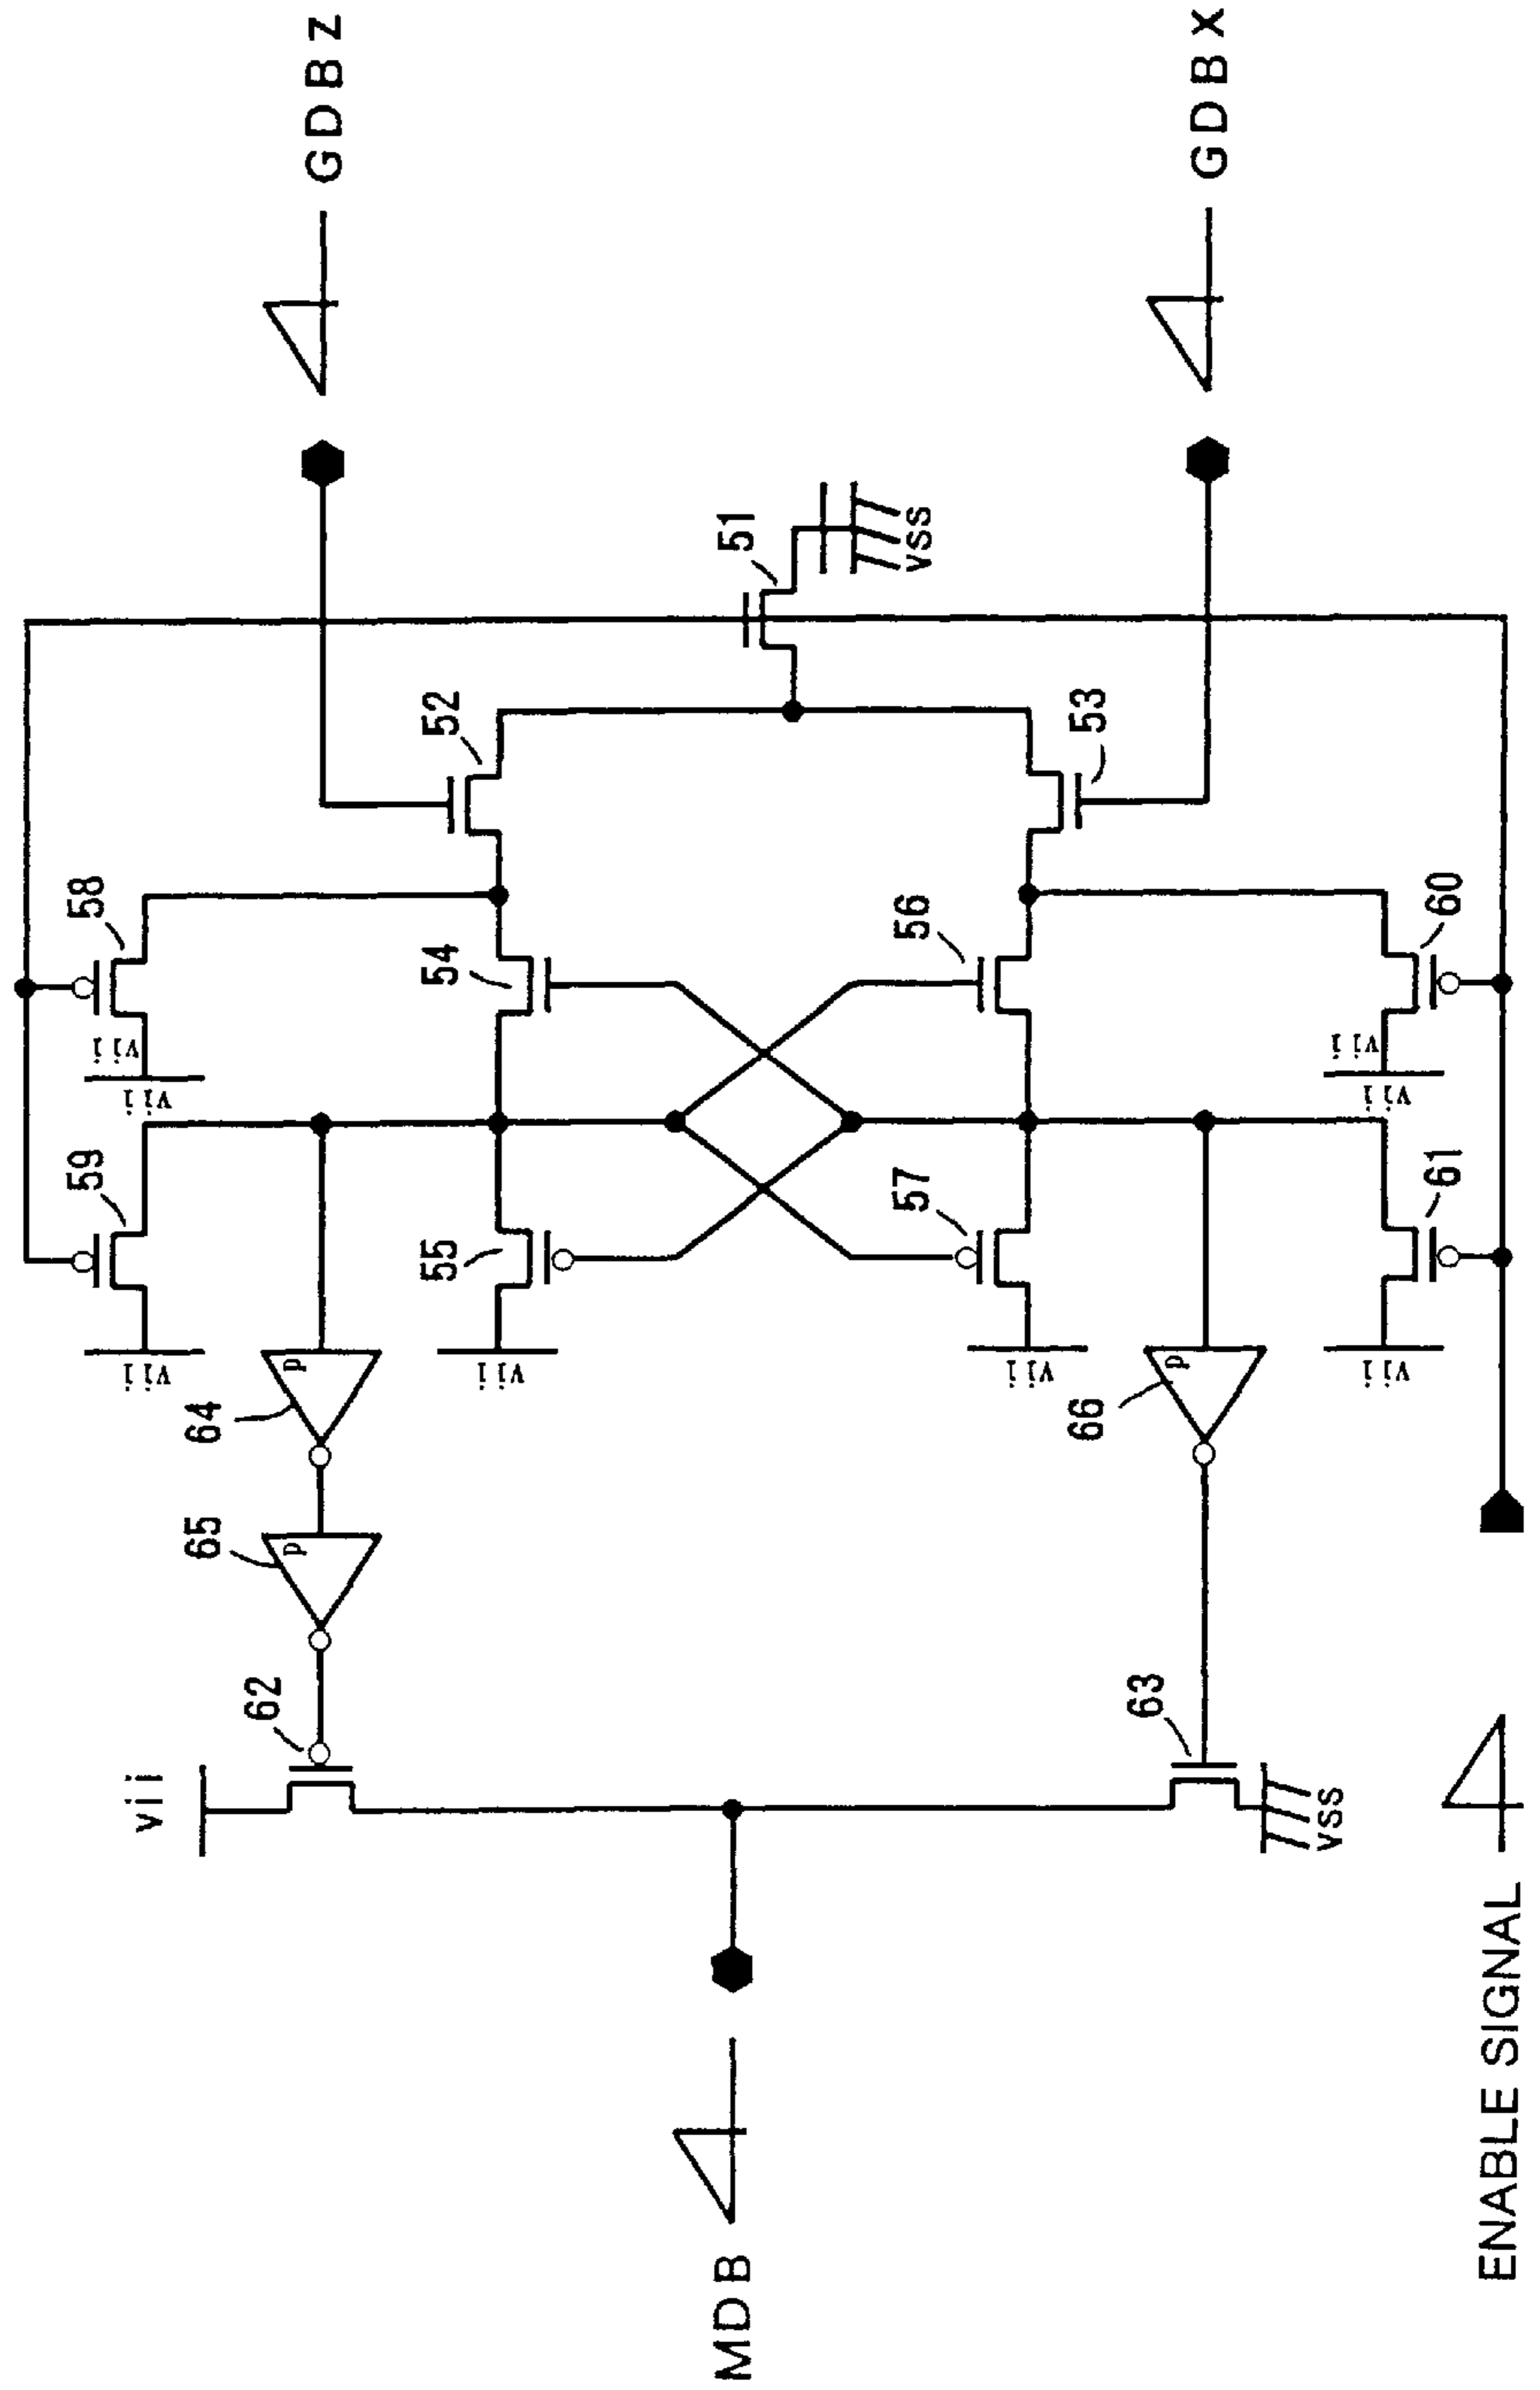 GDBZ
GDBX
51
vss
52
53
58
54
56
60
vii
vii
vii
vii
59
55
57
61
vii
vii
vii
vii
64
p
66
p
65
p
62
63
vii
vss
MDB
ENABLE SIGNAL